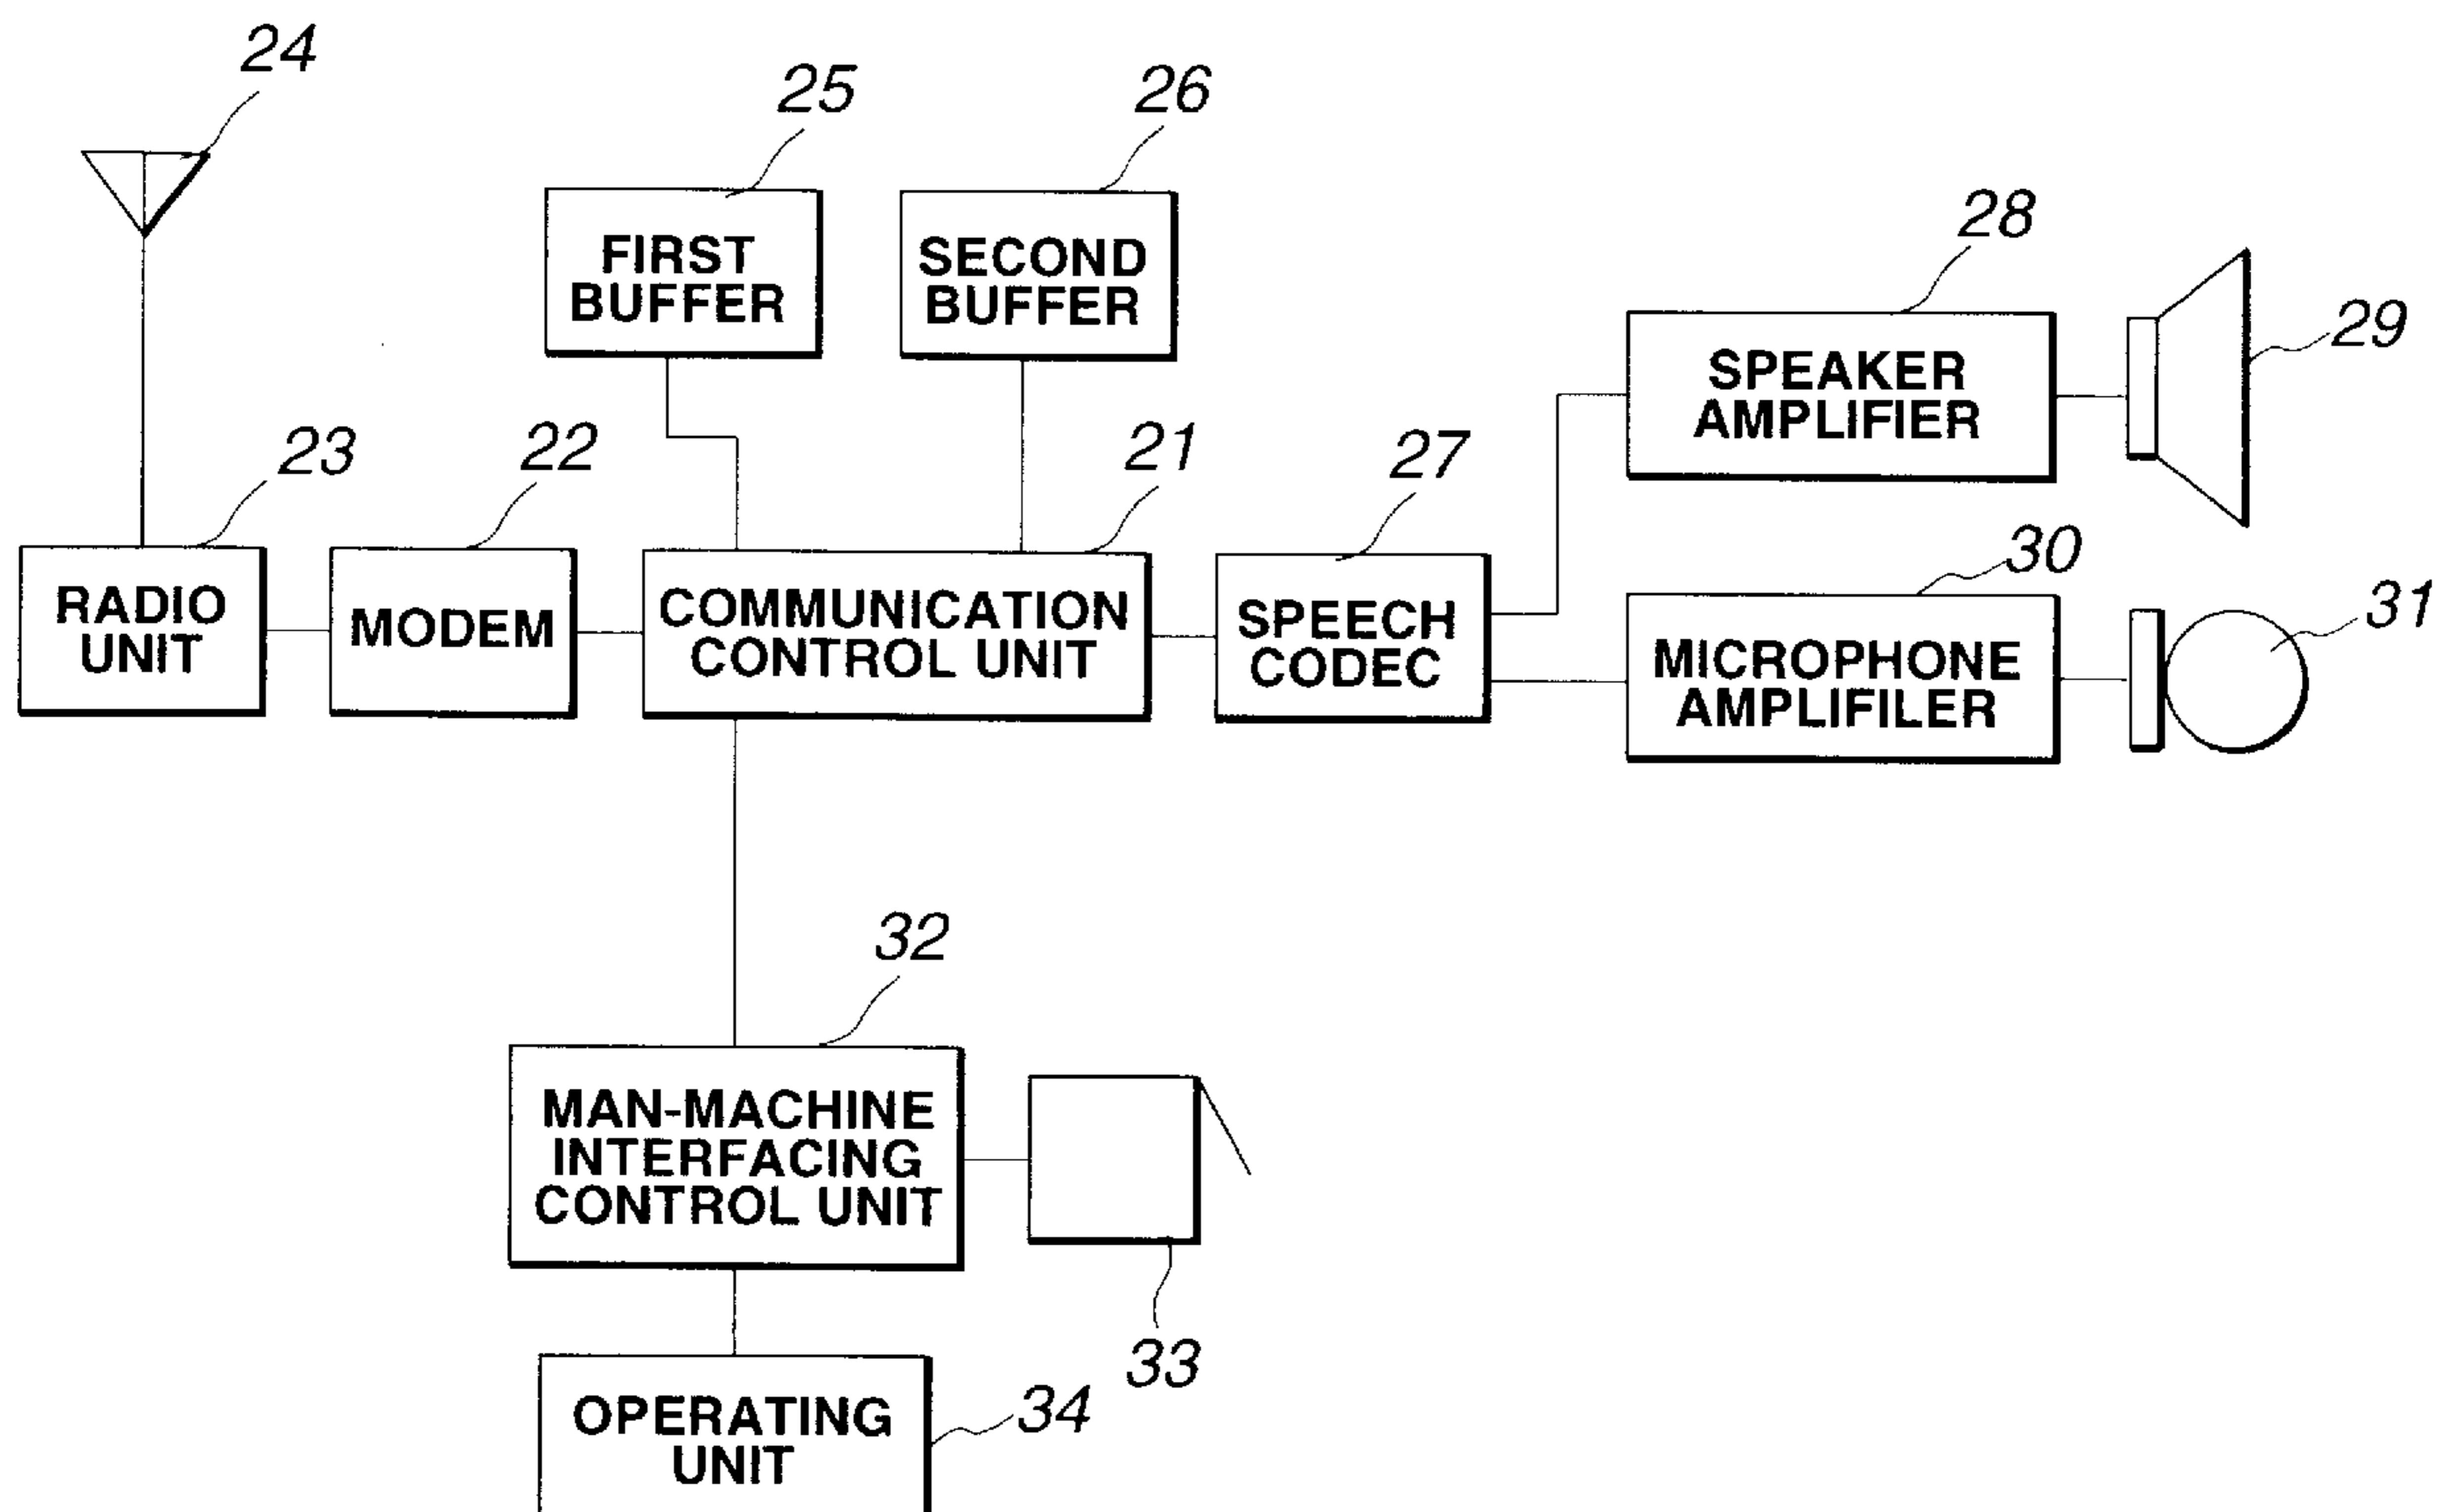 24
25
26
FIRST
BUFFER
SECOND
BUFFER
28
SPEAKER
AMPLIFIER
29
23
22
21
27
RADIO
UNIT
MODEM
COMMUNICATION
CONTROL UNIT
SPEECH
CODEC
30
MICROPHONE
AMPLIFILER
31
32
MAN-MACHINE
INTERFACING
CONTROL UNIT
33
OPERATING
UNIT
34